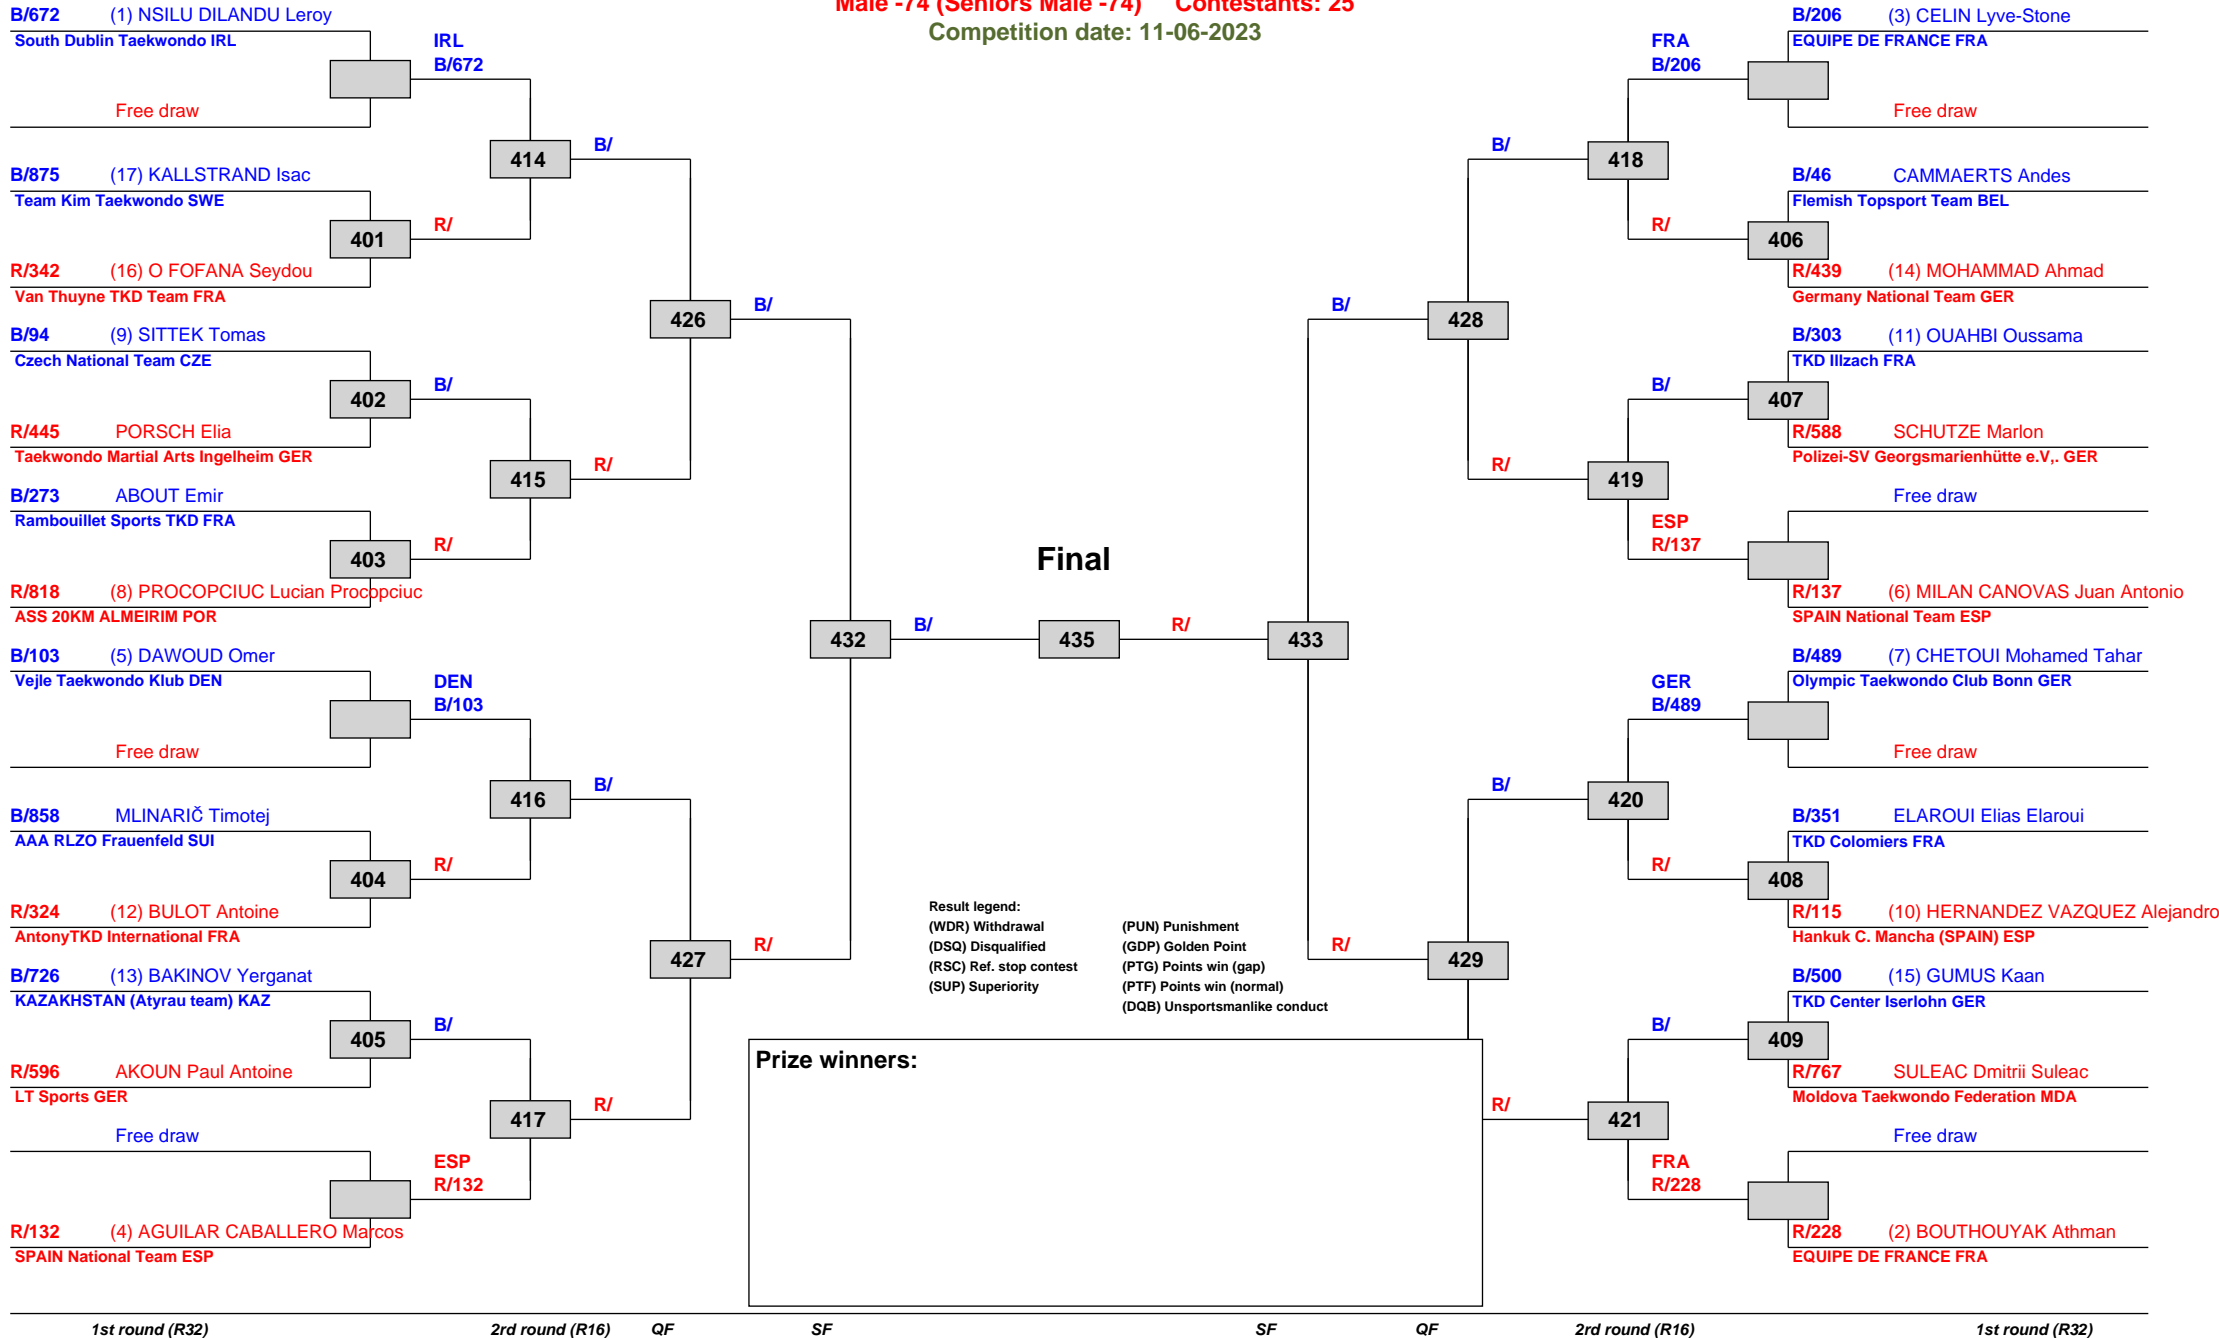 Male -74 (Seniors Male -74) Contestants: 25
Competition date: 11-06-2023
B/672 (1) NSILU DILANDU Leroy
South Dublin Taekwondo IRL
Free draw
IRL
B/672
B/875 (17) KALLSTRAND Isac
Team Kim Taekwondo SWE
401
R/342 (16) O FOFANA Seydou
Van Thuyne TKD Team FRA
R/
414
B/
B/94 (9) SITTEK Tomas
Czech National Team CZE
402
R/445 PORSCH Elia
Taekwondo Martial Arts Ingelheim GER
B/
B/273 ABOUT Emir
Rambouillet Sports TKD FRA
403
R/818 (8) PROCOPCIUC Lucian Procopciuc
ASS 20KM ALMEIRIM POR
R/
415
R/
426
B/
B/103 (5) DAWOUD Omer
Vejle Taekwondo Klub DEN
Free draw
DEN
B/103
B/858 MLINARIČ Timotej
AAA RLZO Frauenfeld SUI
404
R/324 (12) BULOT Antoine
AntonyTKD International FRA
R/
416
B/
B/726 (13) BAKINOV Yerganat
KAZAKHSTAN (Atyrau team) KAZ
405
R/596 AKOUN Paul Antoine
LT Sports GER
B/
Free draw
R/132 (4) AGUILAR CABALLERO Marcos
SPAIN National Team ESP
ESP
R/132
417
R/
427
R/
432
B/
Final
435
R/
433
B/206 (3) CELIN Lyve-Stone
EQUIPE DE FRANCE FRA
Free draw
FRA
B/206
B/46 CAMMAERTS Andes
Flemish Topsport Team BEL
406
R/439 (14) MOHAMMAD Ahmad
Germany National Team GER
R/
418
B/
B/303 (11) OUAHBI Oussama
TKD Illzach FRA
407
R/588 SCHUTZE Marlon
Polizei-SV Georgsmarienhütte e.V,. GER
B/
Free draw
R/137 (6) MILAN CANOVAS Juan Antonio
SPAIN National Team ESP
ESP
R/137
419
R/
428
B/
B/489 (7) CHETOUI Mohamed Tahar
Olympic Taekwondo Club Bonn GER
Free draw
GER
B/489
B/351 ELAROUI Elias Elaroui
TKD Colomiers FRA
408
R/115 (10) HERNANDEZ VAZQUEZ Alejandro
Hankuk C. Mancha (SPAIN) ESP
R/
420
B/
B/500 (15) GUMUS Kaan
TKD Center Iserlohn GER
409
R/767 SULEAC Dmitrii Suleac
Moldova Taekwondo Federation MDA
B/
Free draw
R/228 (2) BOUTHOUYAK Athman
EQUIPE DE FRANCE FRA
FRA
R/228
421
R/
429
R/
Result legend:
(WDR) Withdrawal (PUN) Punishment
(DSQ) Disqualified (GDP) Golden Point
(RSC) Ref. stop contest (PTG) Points win (gap)
(SUP) Superiority (PTF) Points win (normal)
(DQB) Unsportsmanlike conduct
Prize winners:
1st round (R32) 2rd round (R16) QF SF SF QF 2rd round (R16) 1st round (R32)